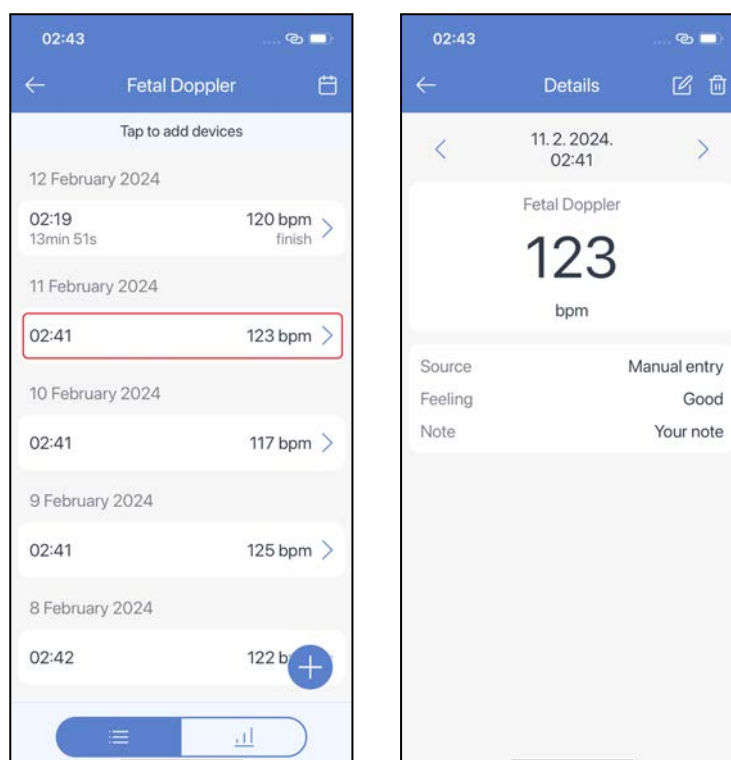 02:43
Fetal Doppler
Tap to add devices
12 February 2024
02:19 120 bpm
13min 51s finish
11 February 2024
02:41 123 bpm
10 February 2024
02:41 117 bpm
9 February 2024
02:41 125 bpm
8 February 2024
02:42 122 b
02:43
Details
11. 2. 2024.
02:41
Fetal Doppler
123
bpm
Source Manual entry
Feeling Good
Note Your note